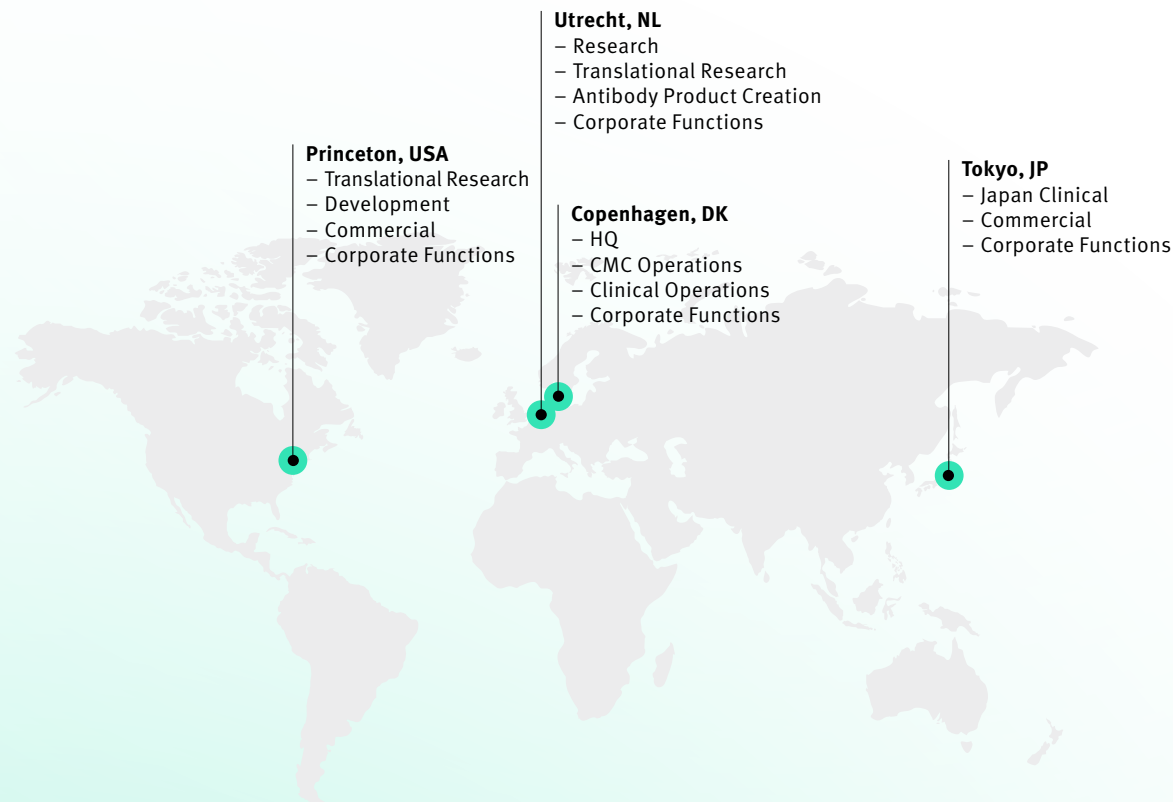 Utrecht, NL
– Research
– Translational Research
– Antibody Product Creation
– Corporate Functions
Princeton, USA
– Translational Research
– Development
– Commercial
– Corporate Functions
Copenhagen, DK
– HQ
– CMC Operations
– Clinical Operations
– Corporate Functions
Tokyo, JP
– Japan Clinical
– Commercial
– Corporate Functions